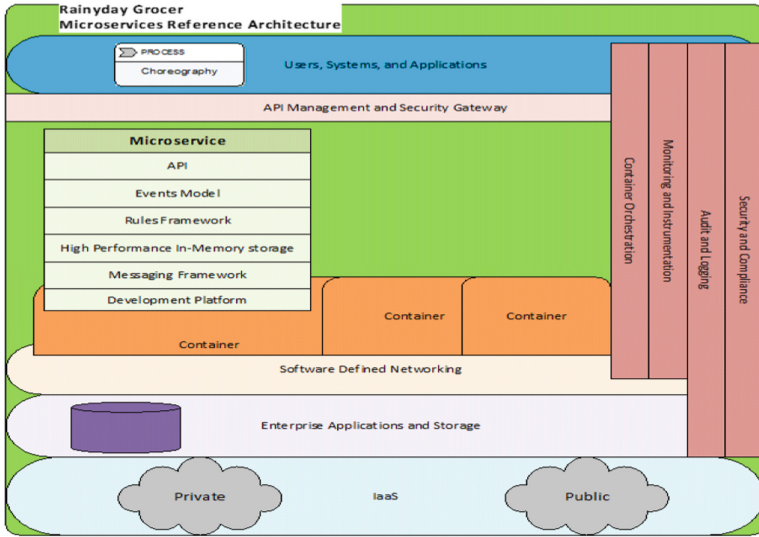 Rainyday Grocer
Microservices Reference Architecture
PROCESS
Choreography
Users, Systems, and Applications
API Management and Security Gateway
Microservice
API
Events Model
Rules Framework
High Performance In-Memory storage
Messaging Framework
Development Platform
Container
Container
Container
Container Orchestration
Monitoring and Instrumentation
Audit and Logging
Security and Compliance
Software Defined Networking
Enterprise Applications and Storage
Private
IaaS
Public